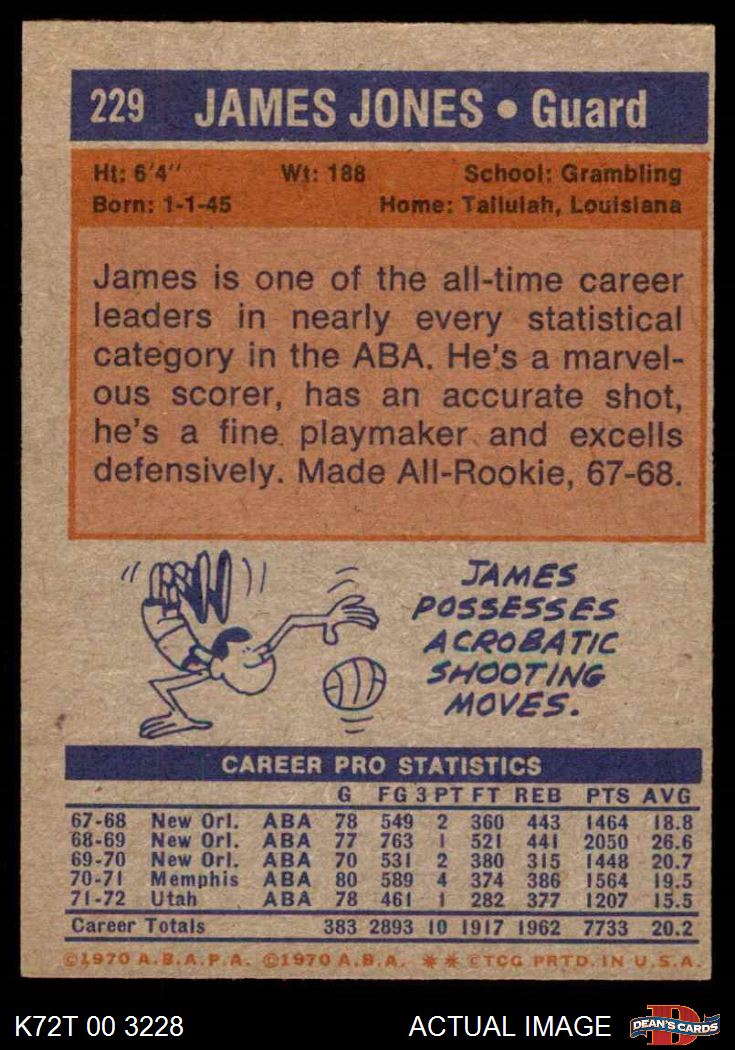 229 JAMES JONES • Guard
Ht: 6'4" Wt: 188 School: Grambling
Born: 1-1-45 Home: Tallulah, Louisiana
James is one of the all-time career
leaders in nearly every statistical
category in the ABA. He's a marvel-
ous scorer, has an accurate shot,
he's a fine playmaker and excells
defensively. Made All-Rookie, 67-68.
JAMES
POSSESSES
ACROBATIC
SHOOTING
MOVES.
CAREER PRO STATISTICS
G FG 3 PT FT REB PTS AVG
67-68 New Orl. ABA 78 549 2 360 443 1464 18.8
68-69 New Orl. ABA 77 763 1 521 441 2050 26.6
69-70 New Orl. ABA 70 531 2 380 315 1448 20.7
70-71 Memphis ABA 80 589 4 374 386 1564 19.5
71-72 Utah ABA 78 461 1 282 377 1207 15.5
Career Totals 383 2893 10 1917 1962 7733 20.2
©1970 A.B.A.P.A. ©1970 A.B.A. ** ©TCG PRTD. IN U.S.A.
K72T 00 3228 ACTUAL IMAGE D DEAN'S CARDS